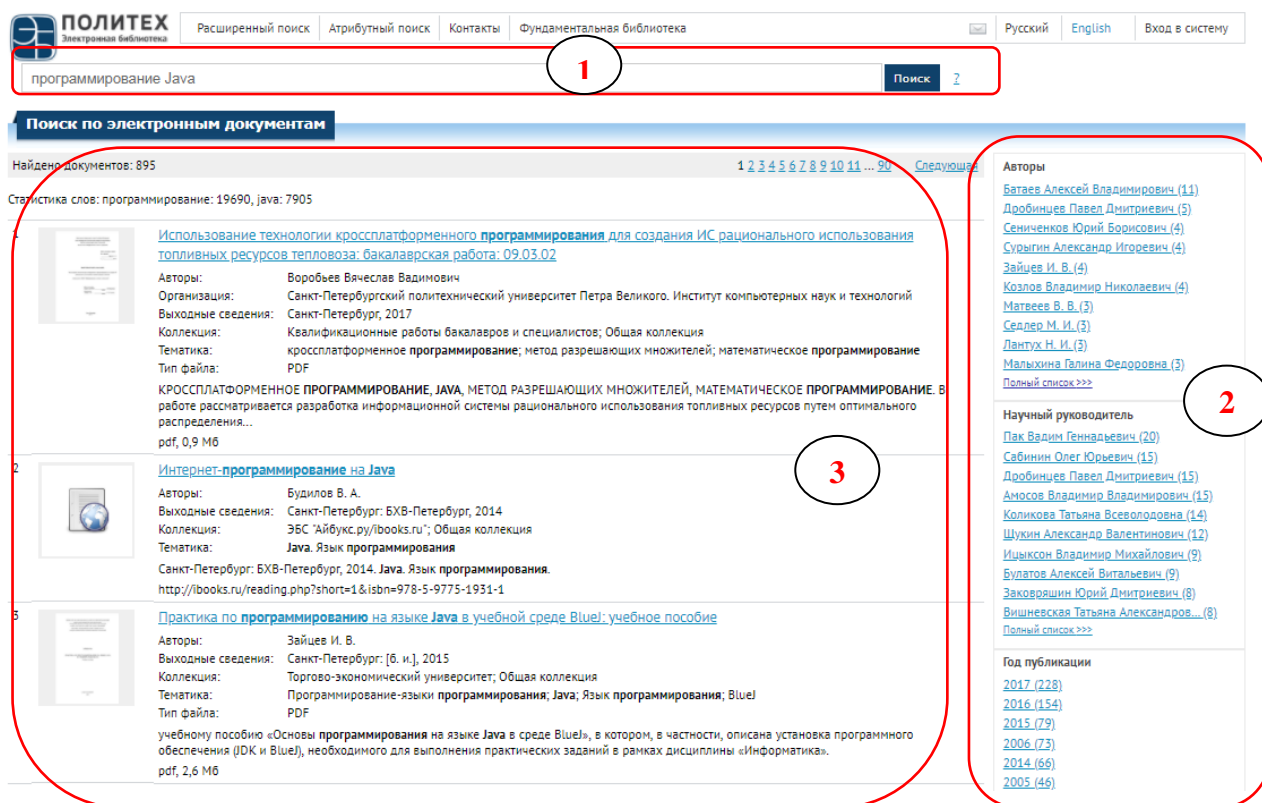 ПОЛИТЕХ
Электронная библиотека
Расширенный поиск
Атрибутный поиск
Контакты
Фундаментальная библиотека
Русский
English
Вход в систему
программирование Java
1
Поиск
?
Поиск по электронным документам
Найдено документов: 895
1 2 3 4 5 6 7 8 9 10 11 ... 90 Следующая
Статистика слов: программирование: 19690, java: 7905
1
Использование технологии кроссплатформенного программирования для создания ИС рационального использования
топливных ресурсов тепловоза: бакалаврская работа: 09.03.02
Авторы: Воробьев Вячеслав Вадимович
Организация: Санкт-Петербургский политехнический университет Петра Великого. Институт компьютерных наук и технологий
Выходные сведения: Санкт-Петербург, 2017
Коллекция: Квалификационные работы бакалавров и специалистов; Общая коллекция
Тематика: кроссплатформенное программирование; метод разрешающих множителей; математическое программирование
Тип файла: PDF
КРОССПЛАТФОРМЕННОЕ ПРОГРАММИРОВАНИЕ, JAVA, МЕТОД РАЗРЕШАЮЩИХ МНОЖИТЕЛЕЙ, МАТЕМАТИЧЕСКОЕ ПРОГРАММИРОВАНИЕ. В
работе рассматривается разработка информационной системы рационального использования топливных ресурсов путем оптимального
распределения...
pdf, 0,9 Мб
2
Интернет-программирование на Java
Авторы: Будилов В. А.
Выходные сведения: Санкт-Петербург: БХВ-Петербург, 2014
Коллекция: ЭБС "Айбукс.ру/ibooks.ru"; Общая коллекция
Тематика: Java. Язык программирования
Санкт-Петербург: БХВ-Петербург, 2014. Java. Язык программирования.
http://ibooks.ru/reading.php?short=1&isbn=978-5-9775-1931-1
3
3
Практика по программированию на языке Java в учебной среде BlueJ: учебное пособие
Авторы: Зайцев И. В.
Выходные сведения: Санкт-Петербург: [б. и.], 2015
Коллекция: Торгово-экономический университет; Общая коллекция
Тематика: Программирование-языки программирования; Java; Язык программирования; BlueJ
Тип файла: PDF
учебному пособию «Основы программирования на языке Java в среде BlueJ», в котором, в частности, описана установка программного
обеспечения (JDK и BlueJ), необходимого для выполнения практических заданий в рамках дисциплины «Информатика».
pdf, 2,6 Мб
Авторы
Батаев Алексей Владимирович (11)
Дробинцев Павел Дмитриевич (5)
Сениченков Юрий Борисович (4)
Сурыгин Александр Игоревич (4)
Зайцев И. В. (4)
Козлов Владимир Николаевич (4)
Матвеев В. В. (3)
Седлер М. И. (3)
Лантух Н. И. (3)
Малыхина Галина Федоровна (3)
Полный список >>>
2
Научный руководитель
Пак Вадим Геннадьевич (20)
Сабинин Олег Юрьевич (15)
Дробинцев Павел Дмитриевич (15)
Амосов Владимир Владимирович (15)
Коликова Татьяна Всеволодовна (14)
Щукин Александр Валентинович (12)
Ицыксон Владимир Михайлович (9)
Булатов Алексей Витальевич (9)
Заковряшин Юрий Дмитриевич (8)
Вишневская Татьяна Александров... (8)
Полный список >>>
Год публикации
2017 (228)
2016 (154)
2015 (79)
2006 (73)
2014 (66)
2005 (46)